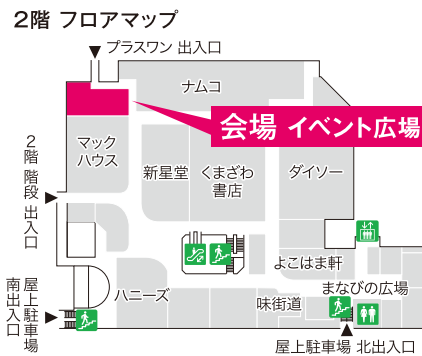 2階 フロアマップ
プラスワン 出入口
ナムコ
会場 イベント広場
マック
ハウス
新星堂
くまざわ
書店
ダイソー
2階 階段 出入口
よこはま軒
まなびの広場
ハニーズ
味街道
屋上駐車場
南出入口
屋上駐車場 北出入口